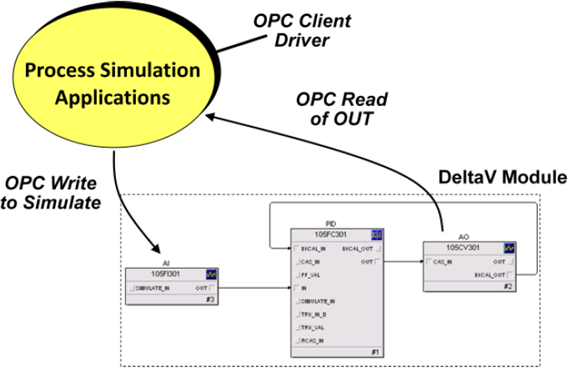 OPC Client
Driver
Process Simulation
Applications
OPC Read
of OUT
OPC Write
to Simulate
DeltaV Module
AI
105FI301
SIMULATE_IN OUT
#3
PID
105FC301
BKCAL_IN BKCAL_OUT
CAS_IN OUT
FF_VAL
IN
SIMULATE_IN
TRK_IN_D
TRK_VAL
RCAS_IN
#1
AO
105CV301
CAS_IN OUT
BKCAL_OUT
#2